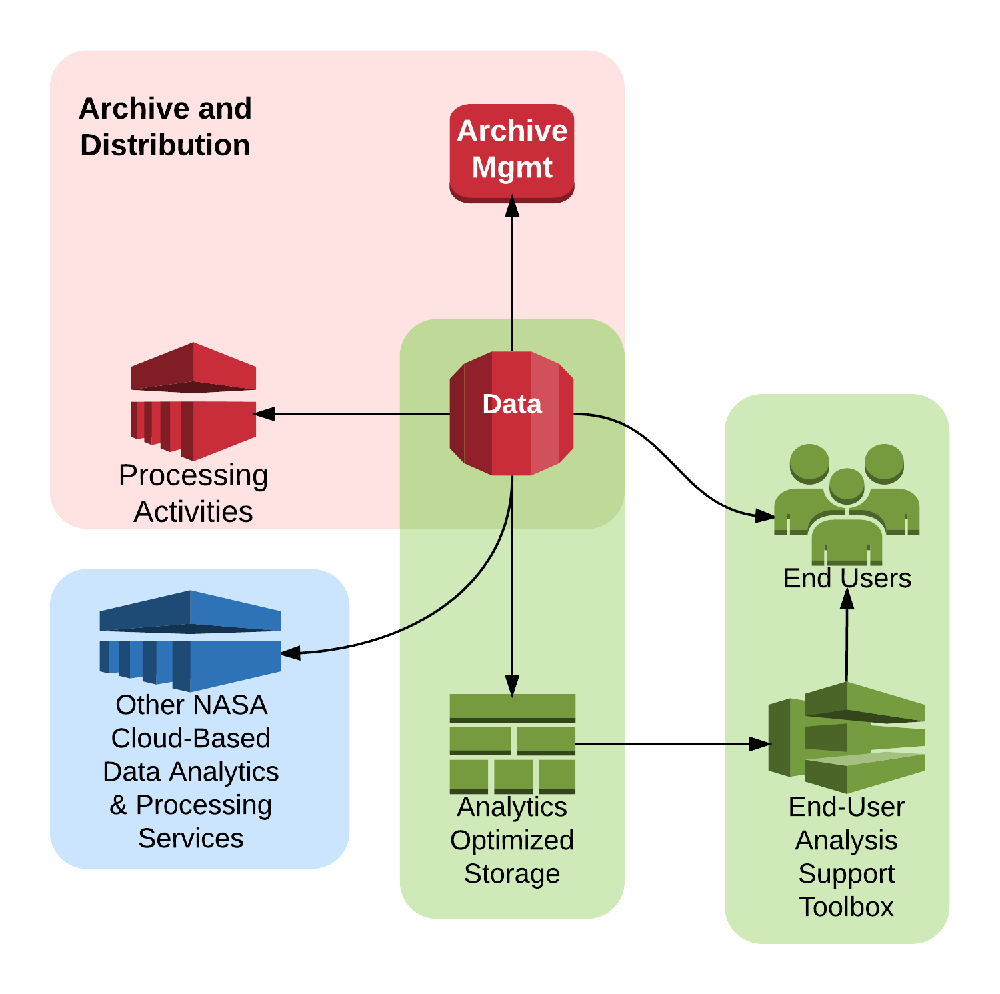 Archive and
Distribution
Archive
Mgmt
Data
Processing
Activities
End Users
Other NASA
Cloud-Based
Data Analytics
& Processing
Services
Analytics
Optimized
Storage
End-User
Analysis
Support
Toolbox